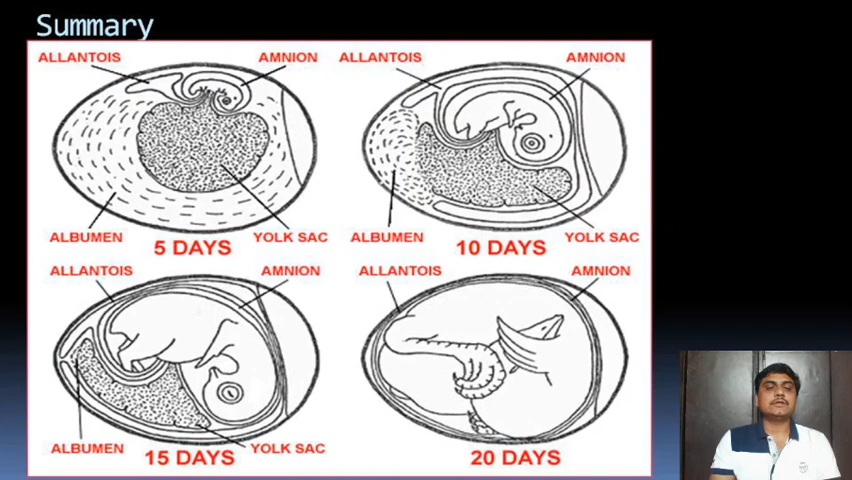 Summary
ALLANTOIS AMNION
ALLANTOIS AMNION
ALBUMEN YOLK SAC
5 DAYS
ALBUMEN YOLK SAC
10 DAYS
ALLANTOIS AMNION
ALLANTOIS AMNION
ALBUMEN YOLK SAC
15 DAYS
20 DAYS